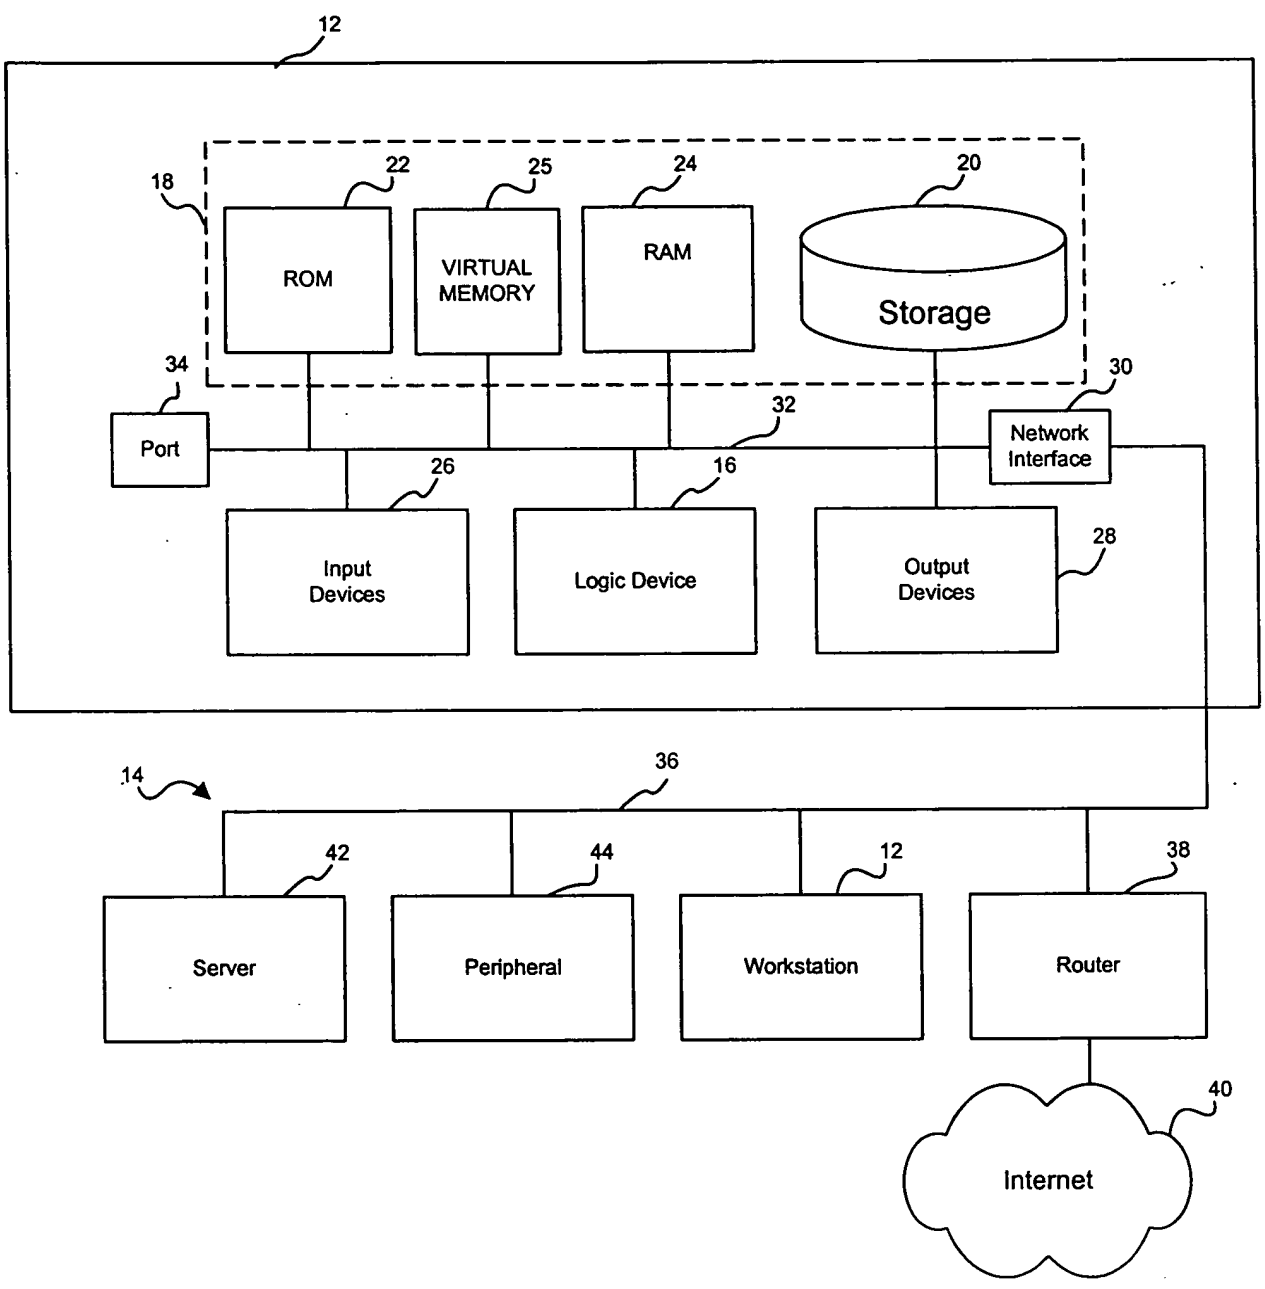 12
18
22
25
24
20
ROM
VIRTUAL
MEMORY
RAM
Storage
34
Port
32
30
Network
Interface
26
16
28
Input
Devices
Logic Device
Output
Devices
14
36
42
44
12
38
Server
Peripheral
Workstation
Router
40
Internet